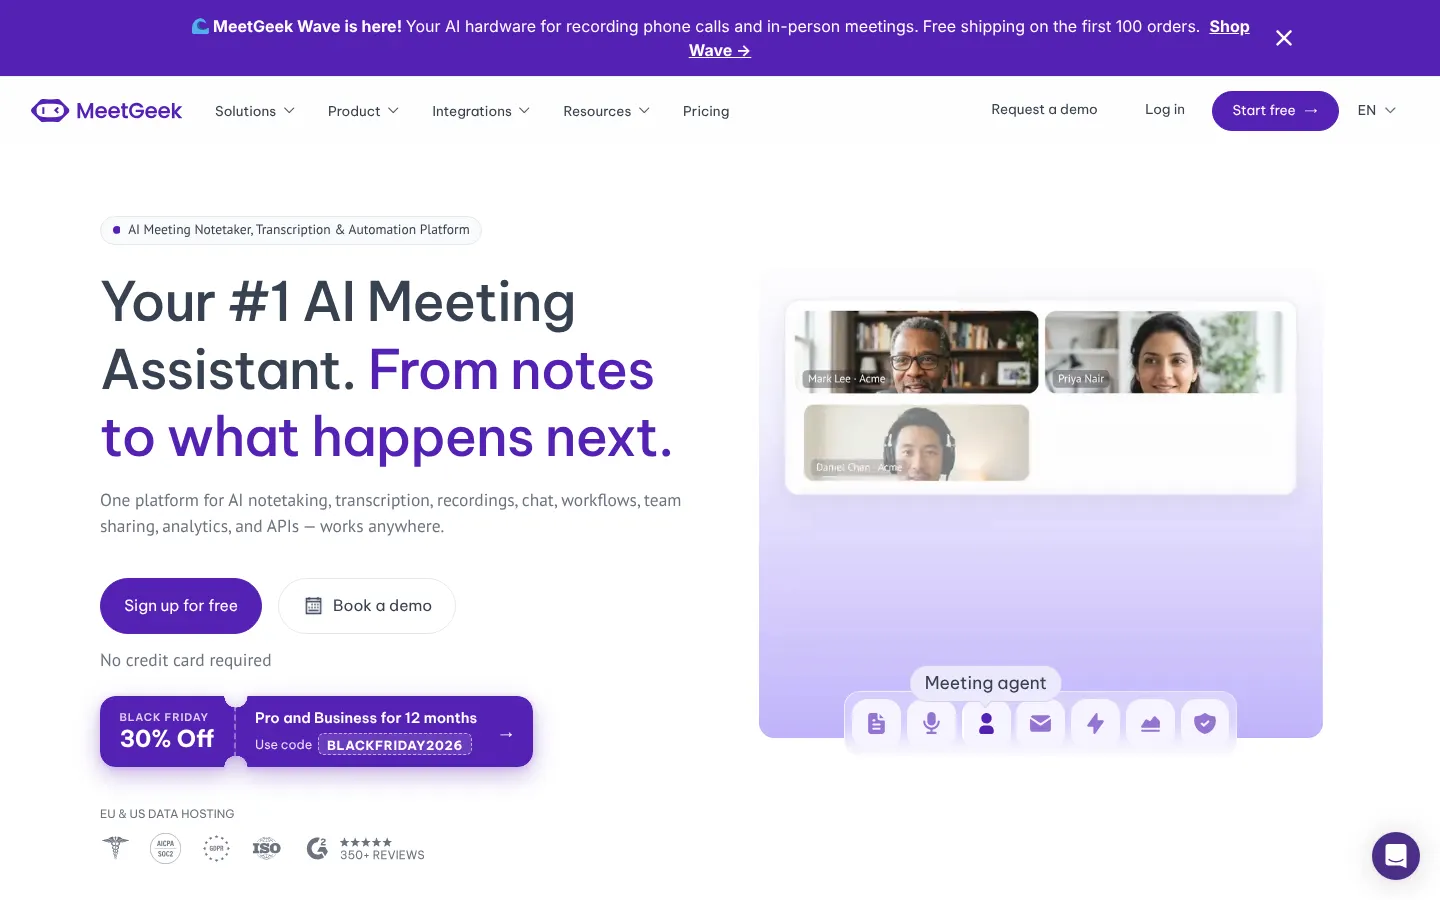 🌊 MeetGeek Wave is here! Your AI hardware for recording phone calls and in-person meetings. Free shipping on the first 100 orders. Shop
Wave →
MeetGeek
Solutions
Product
Integrations
Resources
Pricing
Request a demo
Log in
Start free →
EN
AI Meeting Notetaker, Transcription & Automation Platform
Your #1 AI Meeting
Assistant. From notes
to what happens next.
One platform for AI notetaking, transcription, recordings, chat, workflows, team
sharing, analytics, and APIs — works anywhere.
Sign up for free
Book a demo
No credit card required
BLACK FRIDAY
30% Off
Pro and Business for 12 months
Use code BLACKFRIDAY2026
→
EU & US DATA HOSTING
AICPA
SOC2
GDPR
ISO
G2
★★★★★
350+ REVIEWS
Mark Lee · Acme
Priya Nair
Daniel Chan · Acme
Meeting agent